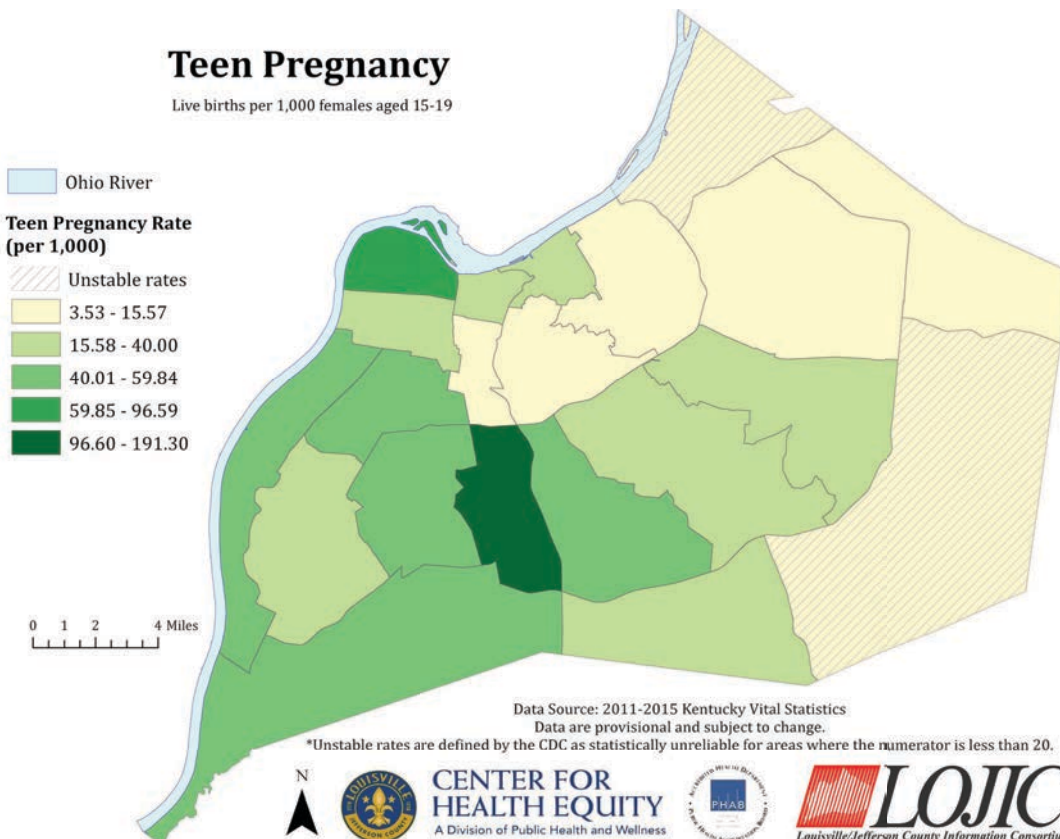 Teen Pregnancy
Live births per 1,000 females aged 15-19
Ohio River
Teen Pregnancy Rate
(per 1,000)
Unstable rates
3.53 - 15.57
15.58 - 40.00
40.01 - 59.84
59.85 - 96.59
96.60 - 191.30
0 1 2 4 Miles
Data Source: 2011-2015 Kentucky Vital Statistics
Data are provisional and subject to change.
*Unstable rates are defined by the CDC as statistically unreliable for areas where the numerator is less than 20.
N
LOUISVILLE
JEFFERSON COUNTY
CENTER FOR
HEALTH EQUITY
A Division of Public Health and Wellness
PHAB
LOJIC
Louisville/Jefferson County Information Consortium